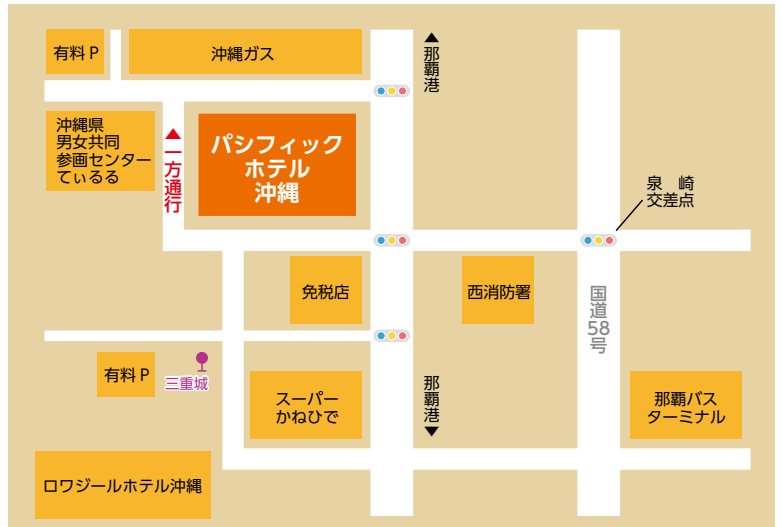 有料 P
沖縄ガス
▲那覇港
沖縄県
男女共同
参画センター
てぃるる
▲一方通行
パシフィック
ホテル
沖縄
泉 崎
交差点
免税店
西消防署
国道58号
有料 P
三重城
スーパー
かねひで
那覇港▼
那覇バス
ターミナル
ロワジールホテル沖縄